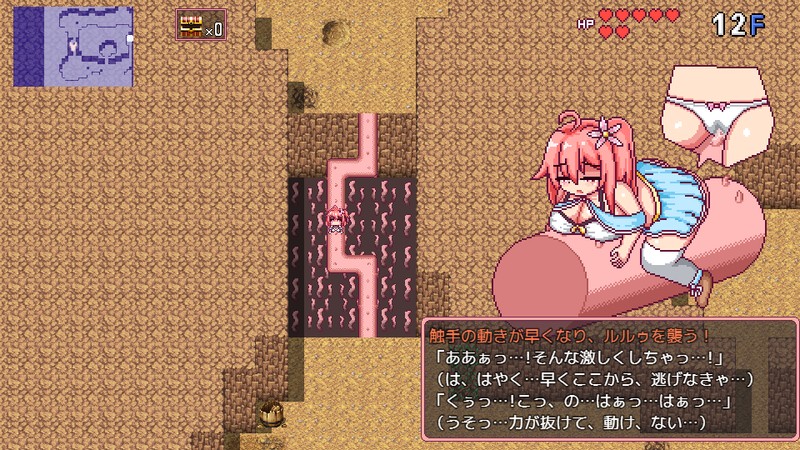 ×0
HP
12F
触手の動きが早くなり、ルルゥを襲う！
「ああぁっ…!そんな激しくしちゃっ…!」
（は、はやく…早くここから、逃げなきゃ…）
「くぅっ…!こっ、の…はぁっ…はぁっ…」
（うそっ…力が抜けて、動け、ない…）